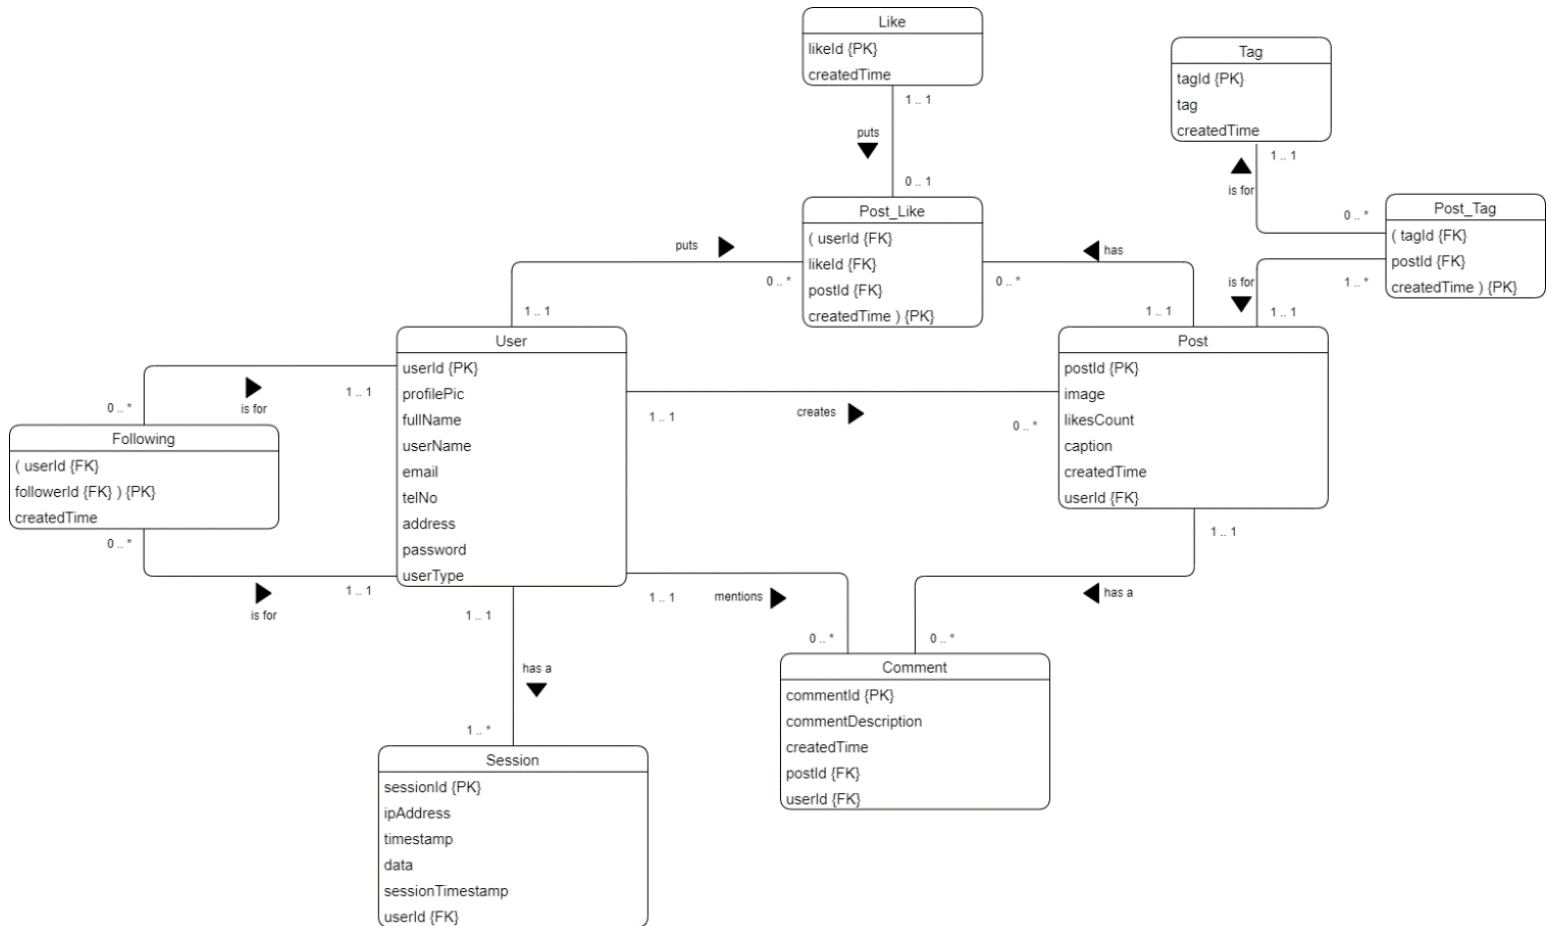 Like
likeId {PK}
createdTime
1 .. 1
puts
0 .. 1
Tag
tagId {PK}
tag
createdTime
1 .. 1
is for
0 .. *
Post_Tag
( tagId {FK}
postId {FK}
createdTime ) {PK}
is for
1 .. *
1 .. 1
Post_Like
( userId {FK}
likeId {FK}
postId {FK}
createdTime ) {PK}
puts
0 .. *
1 .. 1
has
0 .. *
1 .. 1
User
userId {PK}
profilePic
fullName
userName
email
telNo
address
password
userType
Post
postId {PK}
image
likesCount
caption
createdTime
userId {FK}
1 .. 1
creates
0 .. *
is for
1 .. 1
0 .. *
Following
( userId {FK}
followerId {FK} ) {PK}
createdTime
0 .. *
is for
1 .. 1
1 .. 1
mentions
0 .. *
1 .. 1
has a
0 .. *
Comment
commentId {PK}
commentDescription
createdTime
postId {FK}
userId {FK}
1 .. 1
has a
1 .. *
Session
sessionId {PK}
ipAddress
timestamp
data
sessionTimestamp
userId {FK}